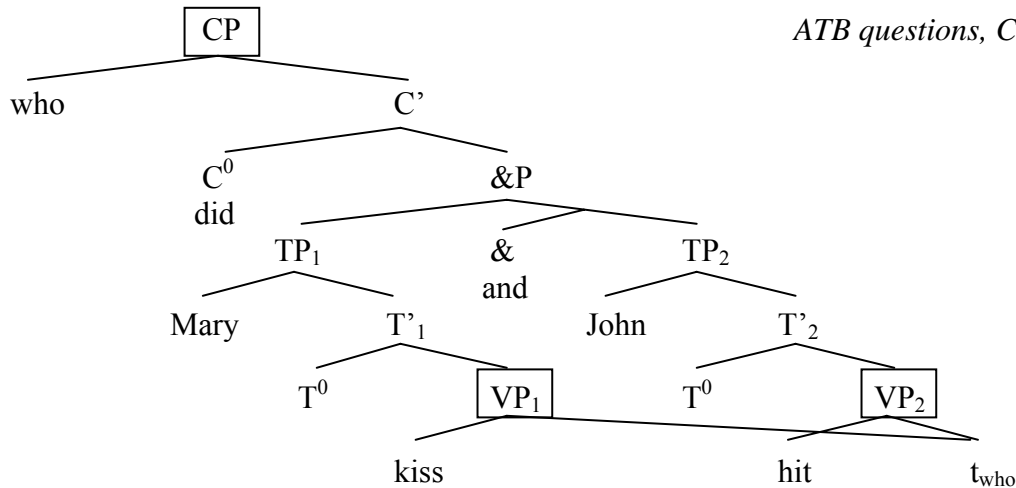 CP
ATB questions, C
who
C’
C⁰
&P
did
TP₁
&
TP₂
and
Mary
T’₁
John
T’₂
T⁰
VP₁
T⁰
VP₂
kiss
hit
t_who